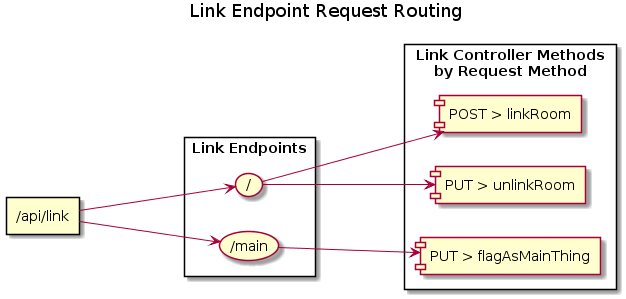 Link Endpoint Request Routing
Link Controller Methods
by Request Method
POST > linkRoom
Link Endpoints
/
PUT > unlinkRoom
/api/link
/main
PUT > flagAsMainThing